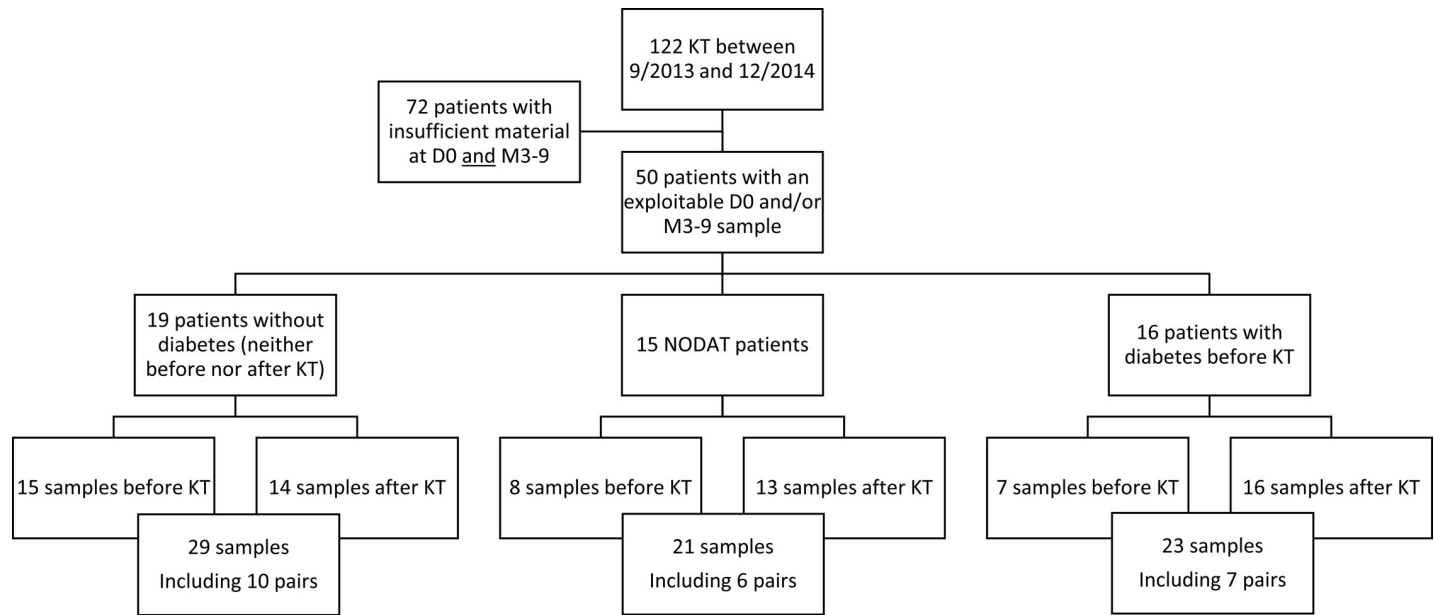 122 KT between
9/2013 and 12/2014
72 patients with
insufficient material
at D0 and M3-9
50 patients with an
exploitable D0 and/or
M3-9 sample
19 patients without
diabetes (neither
before nor after KT)
15 NODAT patients
16 patients with
diabetes before KT
15 samples before KT
14 samples after KT
8 samples before KT
13 samples after KT
7 samples before KT
16 samples after KT
29 samples
Including 10 pairs
21 samples
Including 6 pairs
23 samples
Including 7 pairs